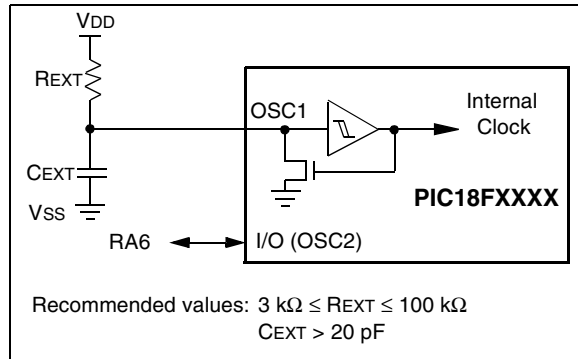 VDD
REXT
OSC1
Internal
Clock
CEXT
PIC18FXXXX
VSS
RA6
I/O (OSC2)
Recommended values: 3 kΩ ≤ REXT ≤ 100 kΩ
CEXT > 20 pF